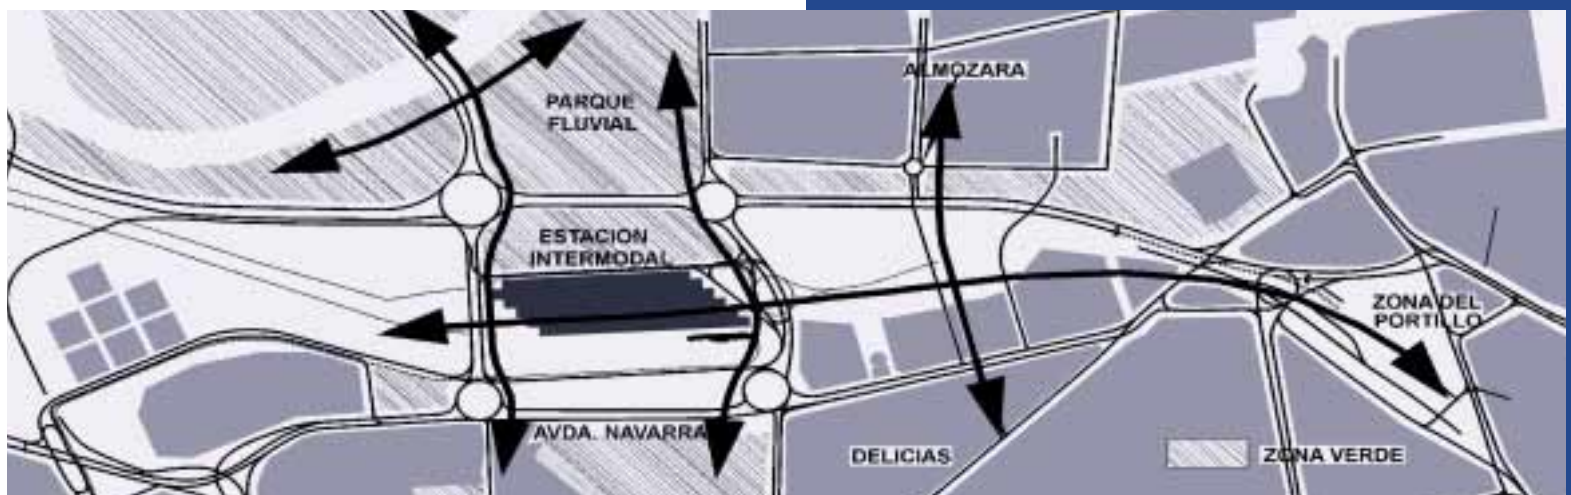 ALMOZARA
PARQUE
FLUVIAL
ESTACION
INTERMODAL
ZONA DEL
PORTILLO
AVDA. NAVARRA
DELICIAS
ZONA VERDE